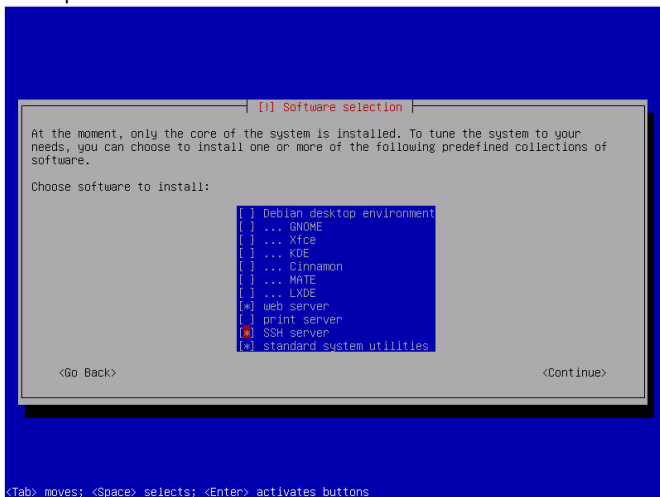 [!] Software selection
At the moment, only the core of the system is installed. To tune the system to your
needs, you can choose to install one or more of the following predefined collections of
software.
Choose software to install:
[ ] Debian desktop environment
[ ] ... GNOME
[ ] ... Xfce
[ ] ... KDE
[ ] ... Cinnamon
[ ] ... MATE
[ ] ... LXDE
[*] web server
[ ] print server
[*] SSH server
[*] standard system utilities
<Go Back> <Continue>
<Tab> moves; <Space> selects; <Enter> activates buttons